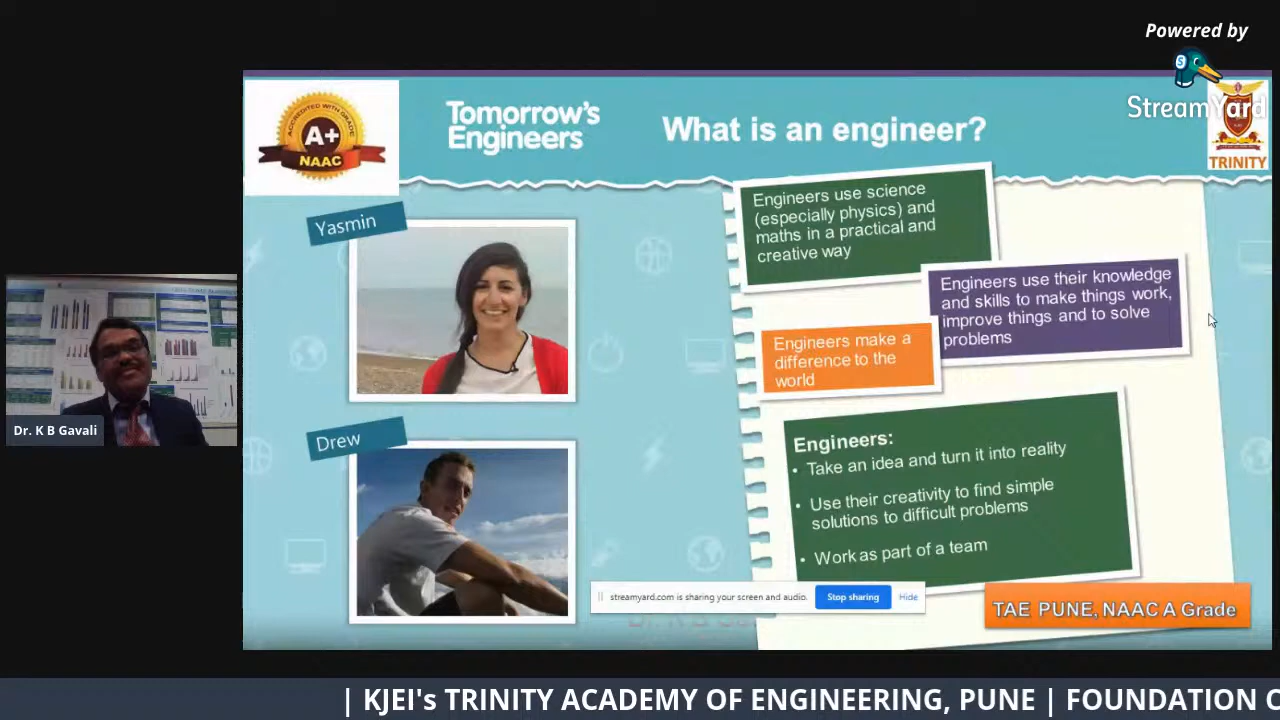 Powered by
StreamYard
ACCREDITED WITH GRADE
A+
NAAC
Tomorrow's
Engineers
What is an engineer?
TRINITY
Yasmin
Engineers use science
(especially physics) and
maths in a practical and
creative way
Engineers use their knowledge
and skills to make things work,
improve things and to solve
problems
Engineers make a
difference to the
world
Dr. K B Gavali
Drew
Engineers:
• Take an idea and turn it into reality
• Use their creativity to find simple
solutions to difficult problems
• Work as part of a team
streamyard.com is sharing your screen and audio.
Stop sharing
Hide
TAE PUNE, NAAC A Grade
| KJEI's TRINITY ACADEMY OF ENGINEERING, PUNE | FOUNDATION